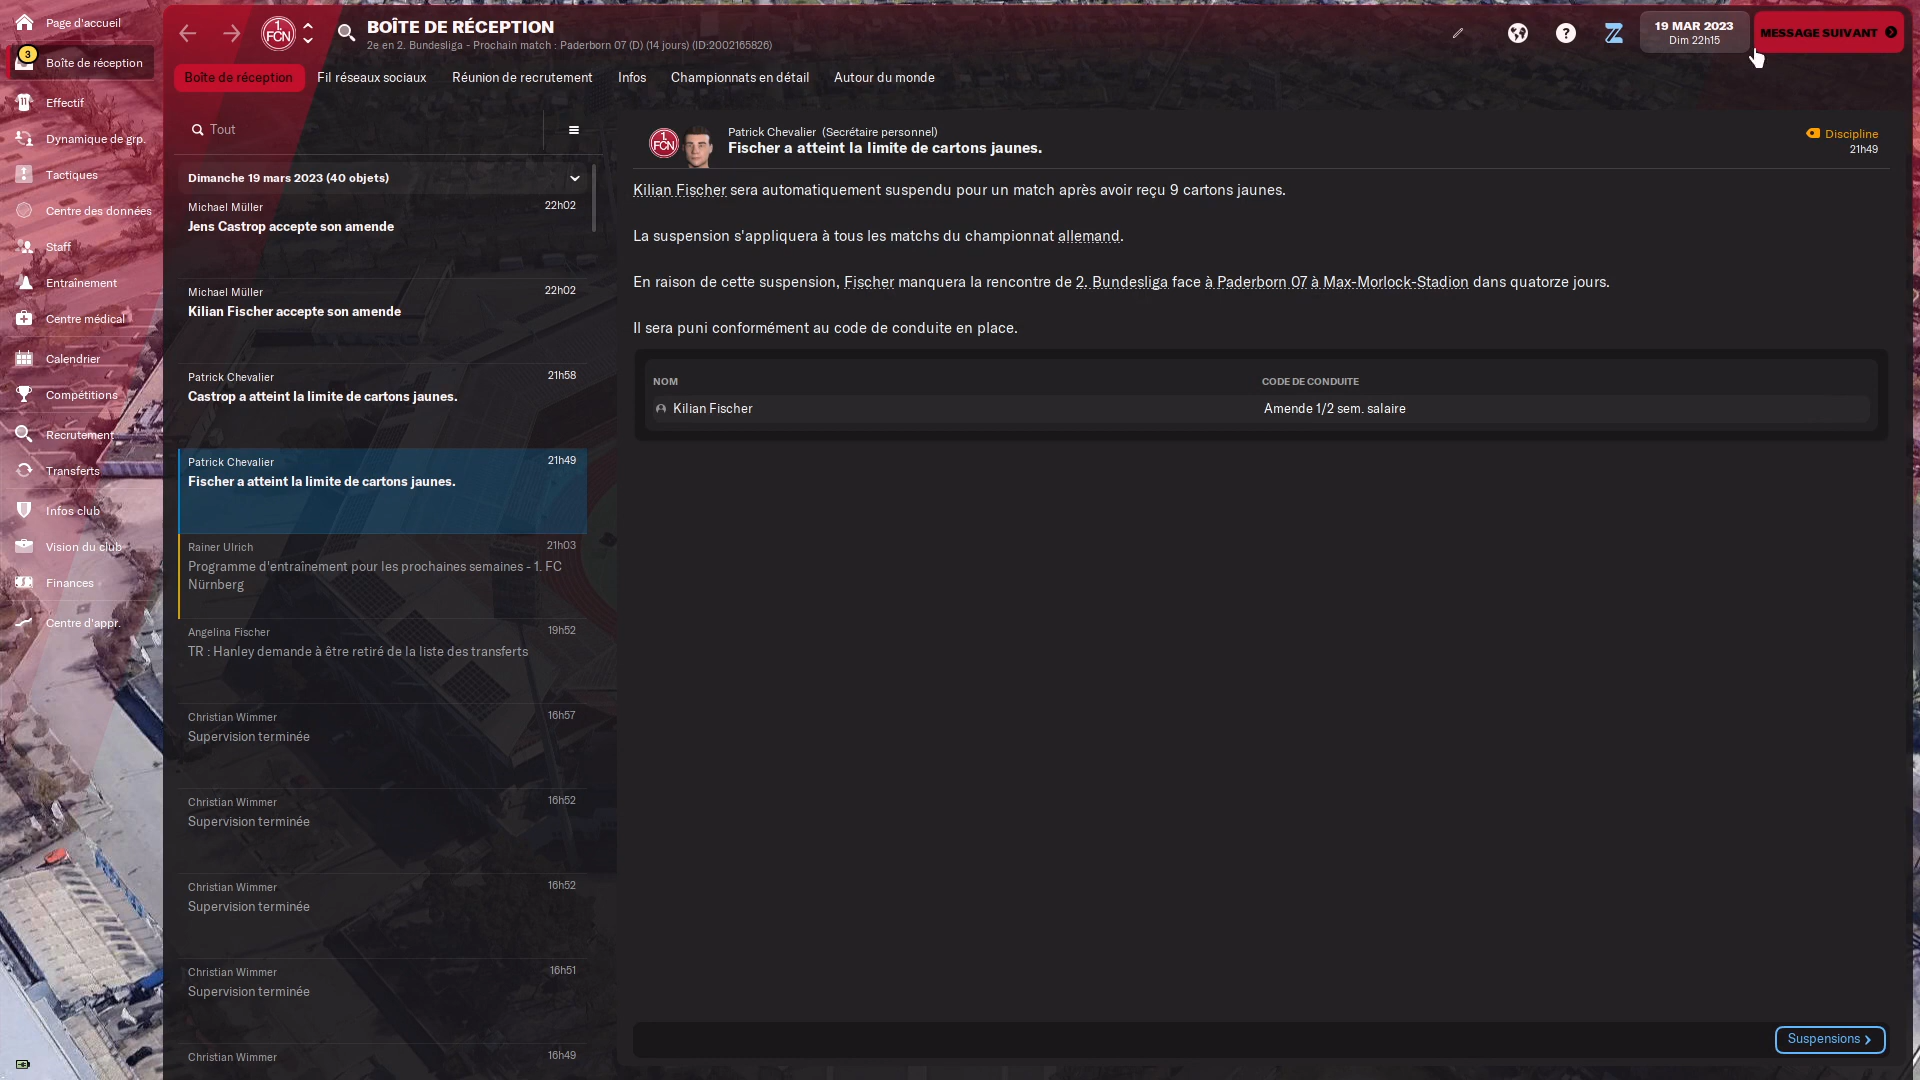 Page d'accueil
3
Boîte de réception
Effectif
Dynamique de grp.
Tactiques
Centre des données
Staff
Entraînement
Centre médical
Calendrier
Compétitions
Recrutement
Transferts
Infos club
Vision du club
Finances
Centre d'appr.
1. FCN
BOÎTE DE RÉCEPTION
2e en 2. Bundesliga - Prochain match : Paderborn 07 (D) (14 jours) (ID:2002165826)
19 MAR 2023
Dim 22h15
MESSAGE SUIVANT
Boîte de réception
Fil réseaux sociaux
Réunion de recrutement
Infos
Championnats en détail
Autour du monde
Tout
Dimanche 19 mars 2023 (40 objets)
Michael Müller 22h02
Jens Castrop accepte son amende
Michael Müller 22h02
Kilian Fischer accepte son amende
Patrick Chevalier 21h58
Castrop a atteint la limite de cartons jaunes.
Patrick Chevalier 21h49
Fischer a atteint la limite de cartons jaunes.
Rainer Ulrich 21h03
Programme d'entraînement pour les prochaines semaines - 1. FC
Nürnberg
Angelina Fischer 19h52
TR : Hanley demande à être retiré de la liste des transferts
Christian Wimmer 16h57
Supervision terminée
Christian Wimmer 16h52
Supervision terminée
Christian Wimmer 16h52
Supervision terminée
Christian Wimmer 16h51
Supervision terminée
Christian Wimmer 16h49
1. FCN
Patrick Chevalier (Secrétaire personnel)
Fischer a atteint la limite de cartons jaunes.
Discipline
21h49
Kilian Fischer sera automatiquement suspendu pour un match après avoir reçu 9 cartons jaunes.
La suspension s'appliquera à tous les matchs du championnat allemand.
En raison de cette suspension, Fischer manquera la rencontre de 2. Bundesliga face à Paderborn 07 à Max-Morlock-Stadion dans quatorze jours.
Il sera puni conformément au code de conduite en place.
NOM CODE DE CONDUITE
Kilian Fischer Amende 1/2 sem. salaire
Suspensions